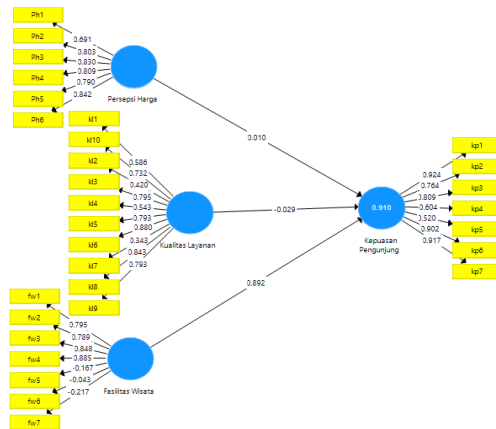 Ph1
Ph2
Ph3
Ph4
Ph5
Ph6
0.691
0.803
0.830
0.809
0.790
0.842
Persepsi Harga
kl1
kl10
kl2
kl3
kl4
kl5
kl6
kl7
kl8
kl9
0.586
0.732
0.420
0.795
0.543
0.793
0.880
0.343
0.843
0.793
Kualitas Layanan
fw1
fw2
fw3
fw4
fw5
fw6
fw7
0.795
0.789
0.848
0.885
-0.167
-0.043
-0.217
Fasilitas Wisata
0.010
-0.029
0.892
0.910
Kepuasan
Pengunjung
0.924
0.764
0.809
0.604
0.520
0.902
0.917
kp1
kp2
kp3
kp4
kp5
kp6
kp7